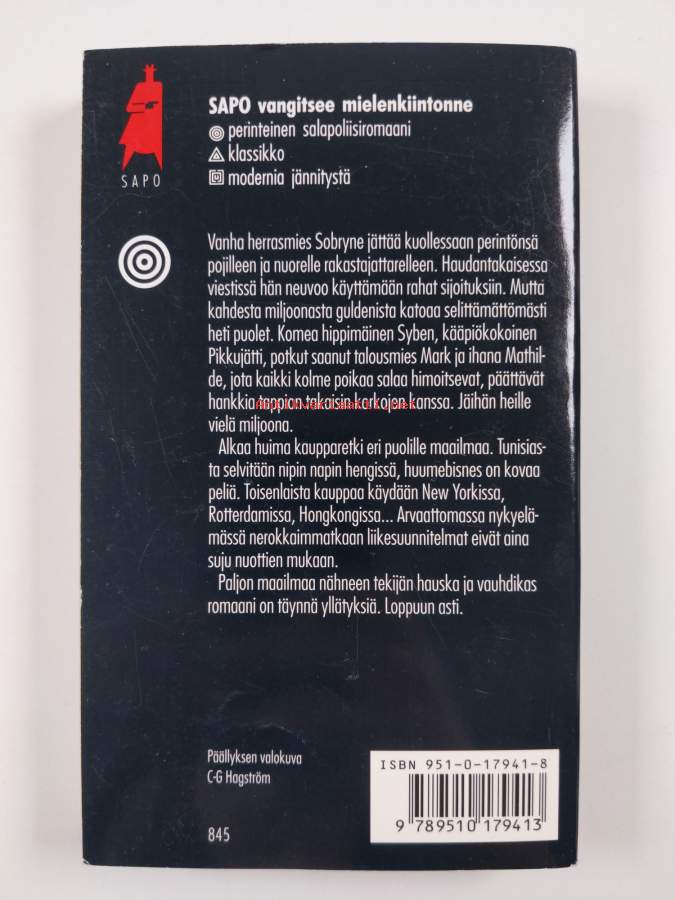 SAPO vangitsee mielenkiintonne
perinteinen salapoliisiromaani
klassikko
modernia jännitystä
SAPO
Vanha herrasmies Sobryne jättää kuollessaan perintönsä
pojilleen ja nuorelle rakastajattarelleen. Haudantakaisessa
viestissä hän neuvoo käyttämään rahat sijoituksiin. Mutta
kahdesta miljoonasta guldenista katoaa selittämättömästi
heti puolet. Komea hippimäinen Syben, kääpiökokoinen
Pikkujätti, potkut saanut talousmies Mark ja ihana Mathil-
de, jota kaikki kolme poikaa salaa himoitsevat, päättävät
hankkia tappion takaisin korkojen kanssa. Jäihän heille
vielä miljoona.
Alkaa huima kaupparetki eri puolille maailmaa. Tunisias-
ta selvitään nipin napin hengissä, huumebisnes on kovaa
peliä. Toisenlaista kauppaa käydään New Yorkissa,
Rotterdamissa, Hongkongissa... Arvaattomassa nykyelä-
mässä nerokkaimmatkaan liikesuunnitelmat eivät aina
suju nuottien mukaan.
Paljon maailmaa nähneen tekijän hauska ja vauhdikas
romaani on täynnä yllätyksiä. Loppuun asti.
Päällyksen valokuva
C-G Hagström
845
ISBN 951-0-17941-8
9 789510 179413